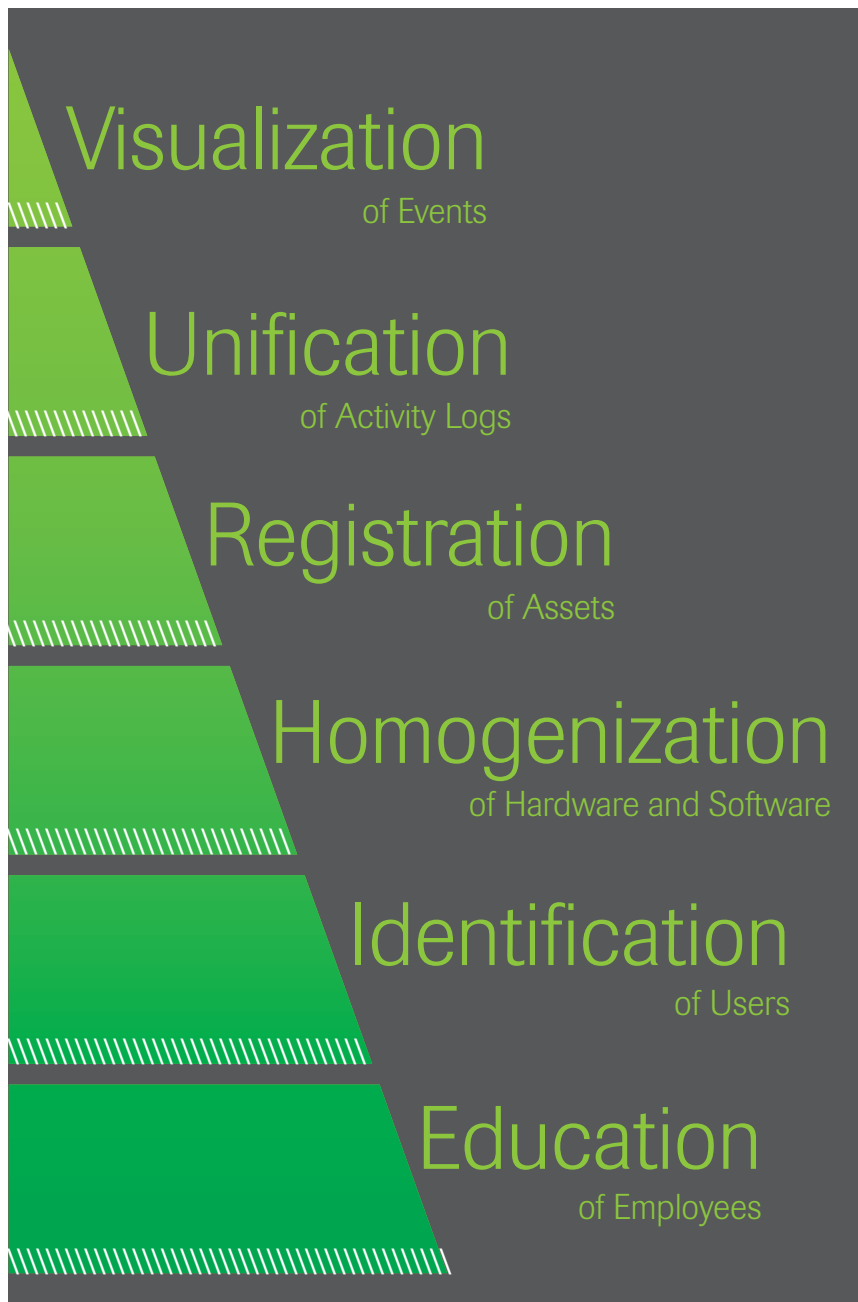 Visualization
of Events
Unification
of Activity Logs
Registration
of Assets
Homogenization
of Hardware and Software
Identification
of Users
Education
of Employees